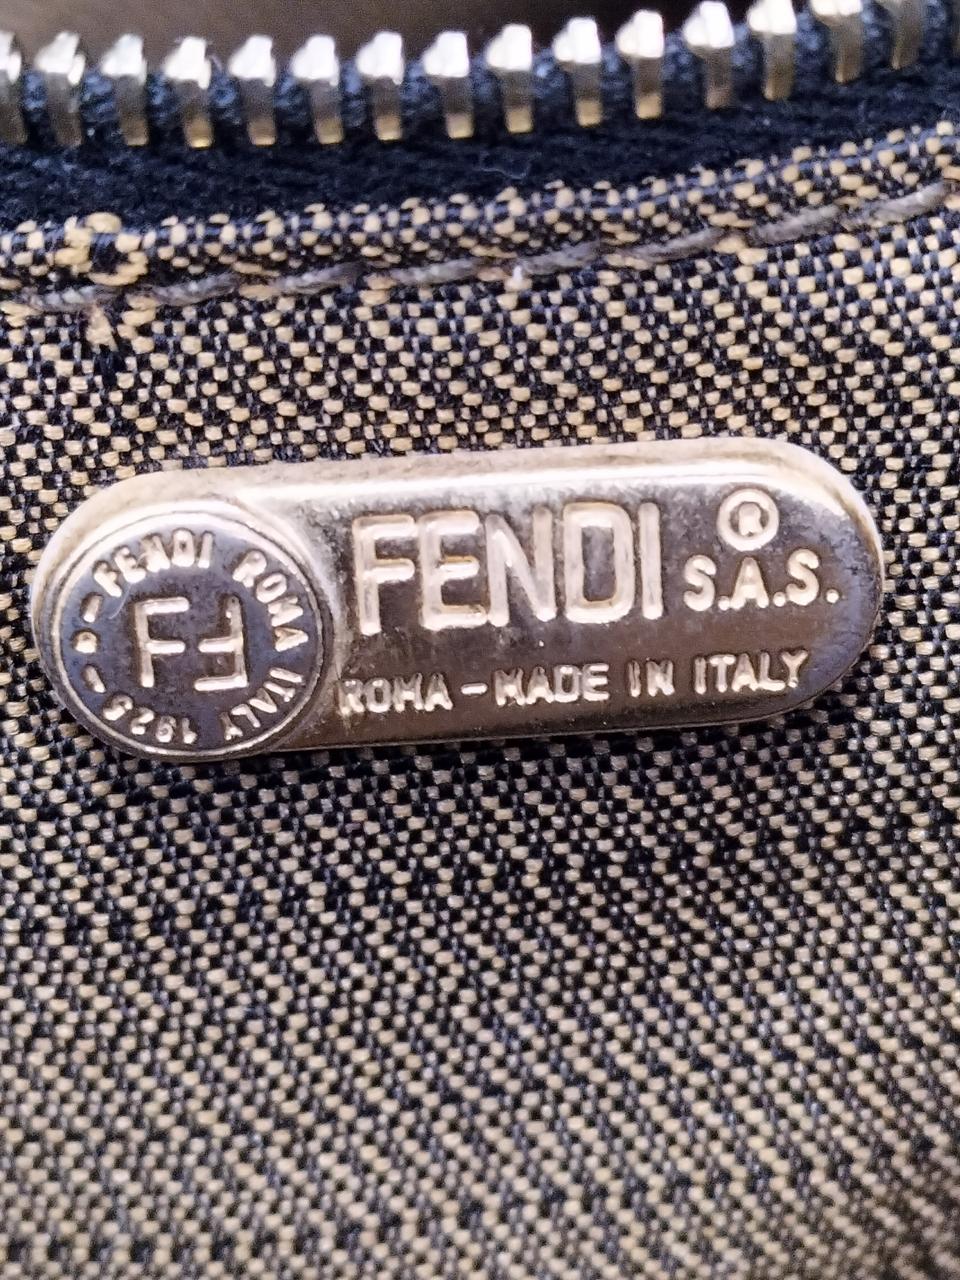 FENDI ®
S.A.S.
ROMA - MADE IN ITALY
FENDI ROMA ITALY 1925
FF